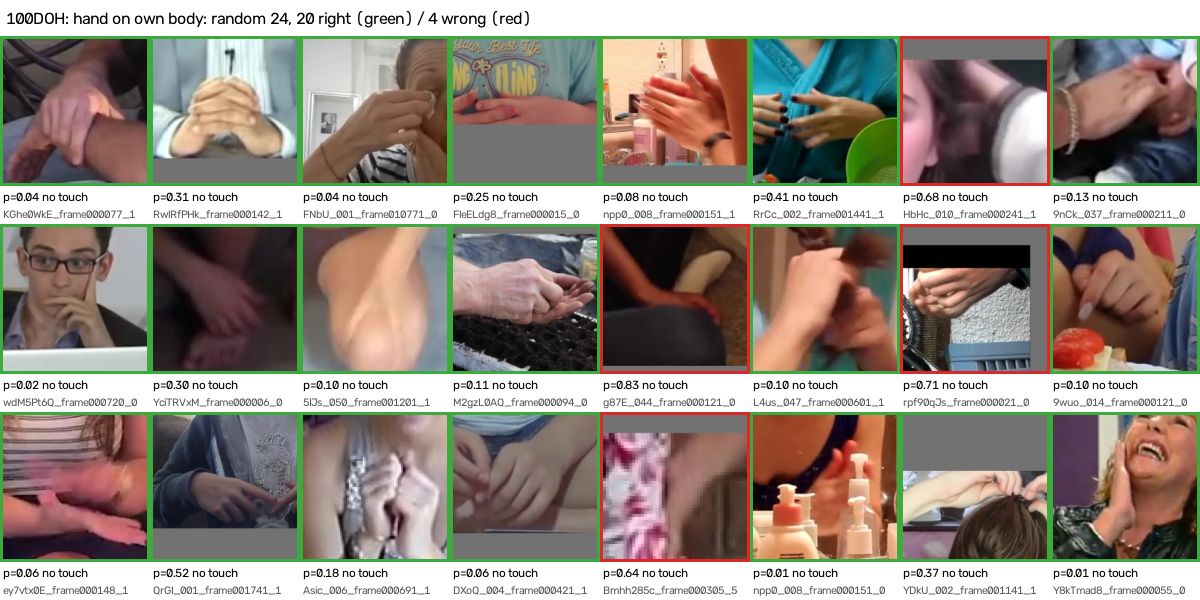 100DOH: hand on own body: random 24, 20 right (green) / 4 wrong (red)
Your Best Life
FLING
p=0.04 no touch
p=0.31 no touch
p=0.04 no touch
p=0.25 no touch
p=0.08 no touch
p=0.41 no touch
p=0.68 no touch
p=0.13 no touch
KGhe0WkE_frame000077_1
RwlRfPHk_frame000142_1
FNbU_001_frame010771_0
FleELdg8_frame000015_0
npp0_008_frame000151_1
RrCc_002_frame001441_1
HbHc_010_frame000241_1
9nCk_037_frame000211_0
p=0.02 no touch
p=0.30 no touch
p=0.10 no touch
p=0.11 no touch
p=0.83 no touch
p=0.10 no touch
p=0.71 no touch
p=0.10 no touch
wdM5Pt6Q_frame000720_0
YciTRVxM_frame000006_0
5lJs_050_frame001201_1
M2gzL0AQ_frame000094_0
g87E_044_frame000121_0
L4us_047_frame000601_1
rpf90qJs_frame000021_0
9wuo_014_frame000121_0
p=0.06 no touch
p=0.52 no touch
p=0.18 no touch
p=0.06 no touch
p=0.64 no touch
p=0.01 no touch
p=0.37 no touch
p=0.01 no touch
ey7vtx0E_frame000148_1
QrGI_001_frame001741_1
Asic_006_frame000691_1
DXoQ_004_frame000421_1
Bmhh285c_frame000305_5
npp0_008_frame000151_0
YDkU_002_frame001141_1
Y8kTmad8_frame000055_0